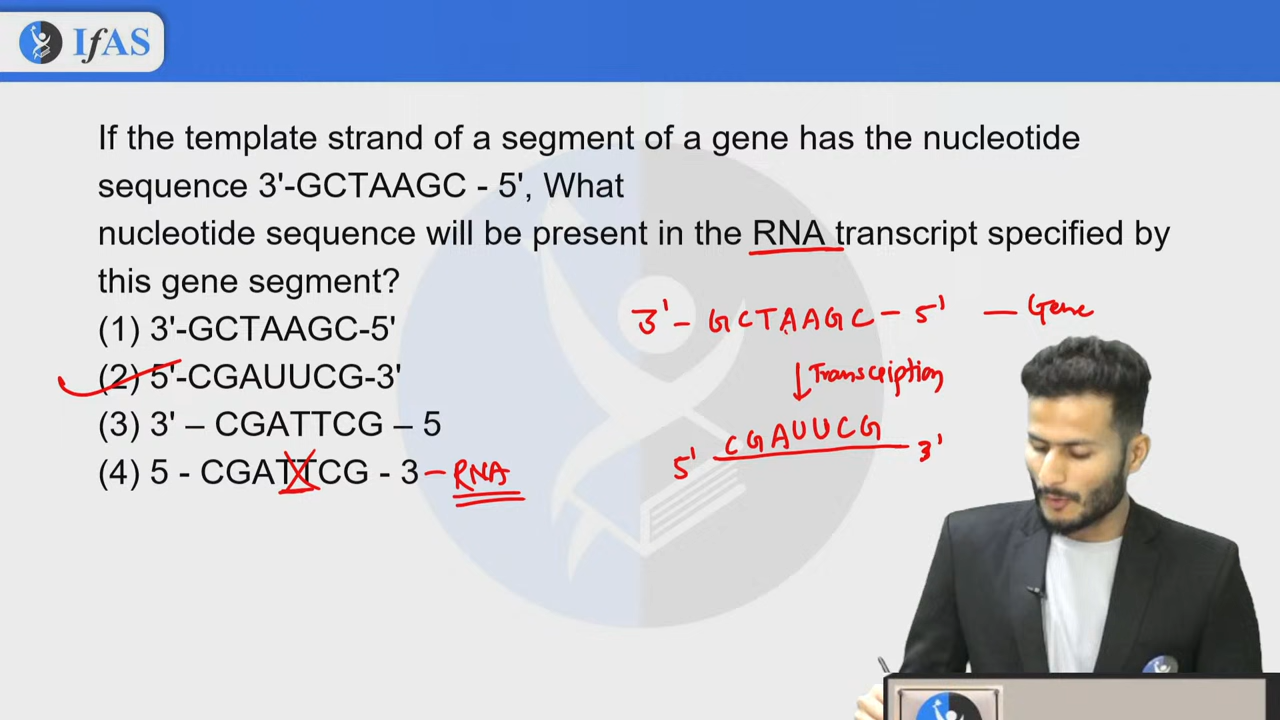 IfAS
If the template strand of a segment of a gene has the nucleotide
sequence 3'-GCTAAGC - 5', What
nucleotide sequence will be present in the RNA transcript specified by
this gene segment?
(1) 3'-GCTAAGC-5'
(2) 5'-CGAUUCG-3'
(3) 3' – CGATTCG – 5
(4) 5 - CGATTCG - 3 – RNA
3' – GCTAAGC – 5' — Gene
↓ Transcription
5' CGAUUCG 3'